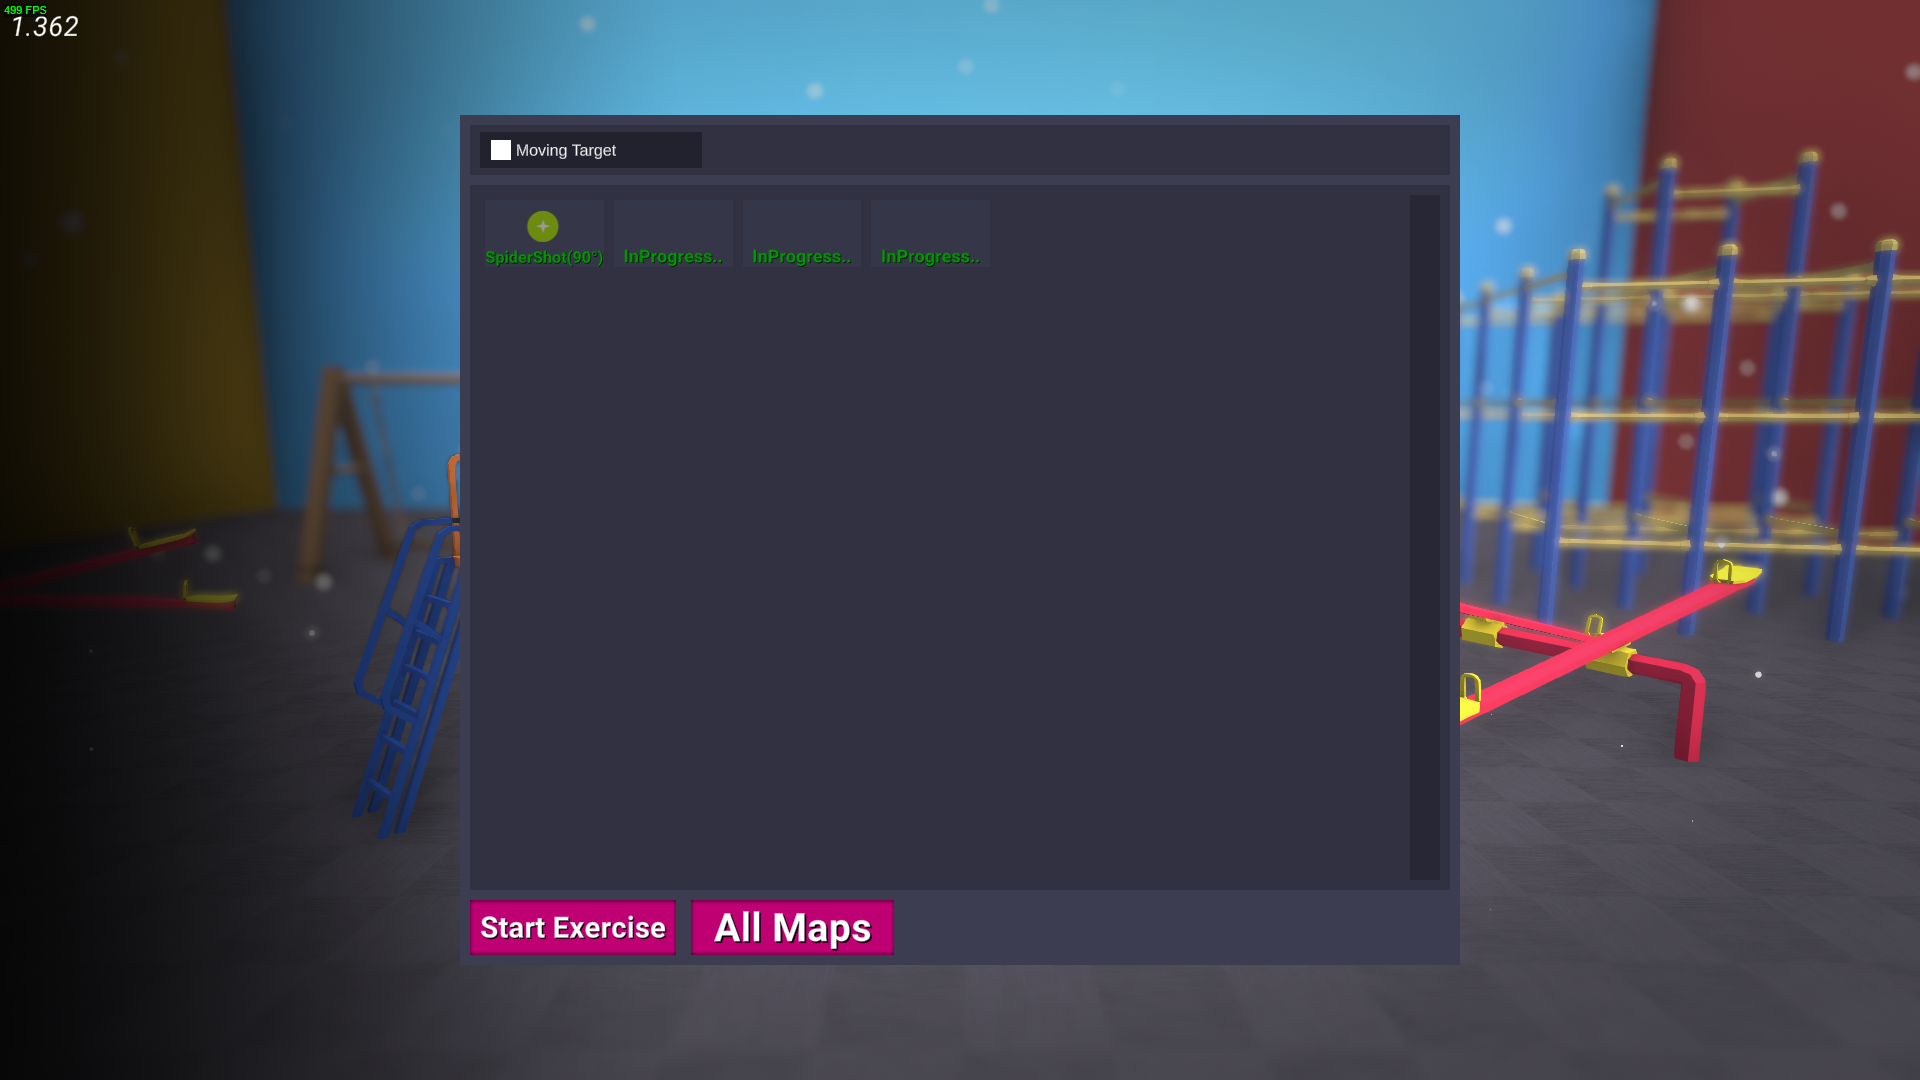 499 FPS
1.362
Moving Target
SpiderShot(90°) InProgress.. InProgress.. InProgress..
Start Exercise All Maps